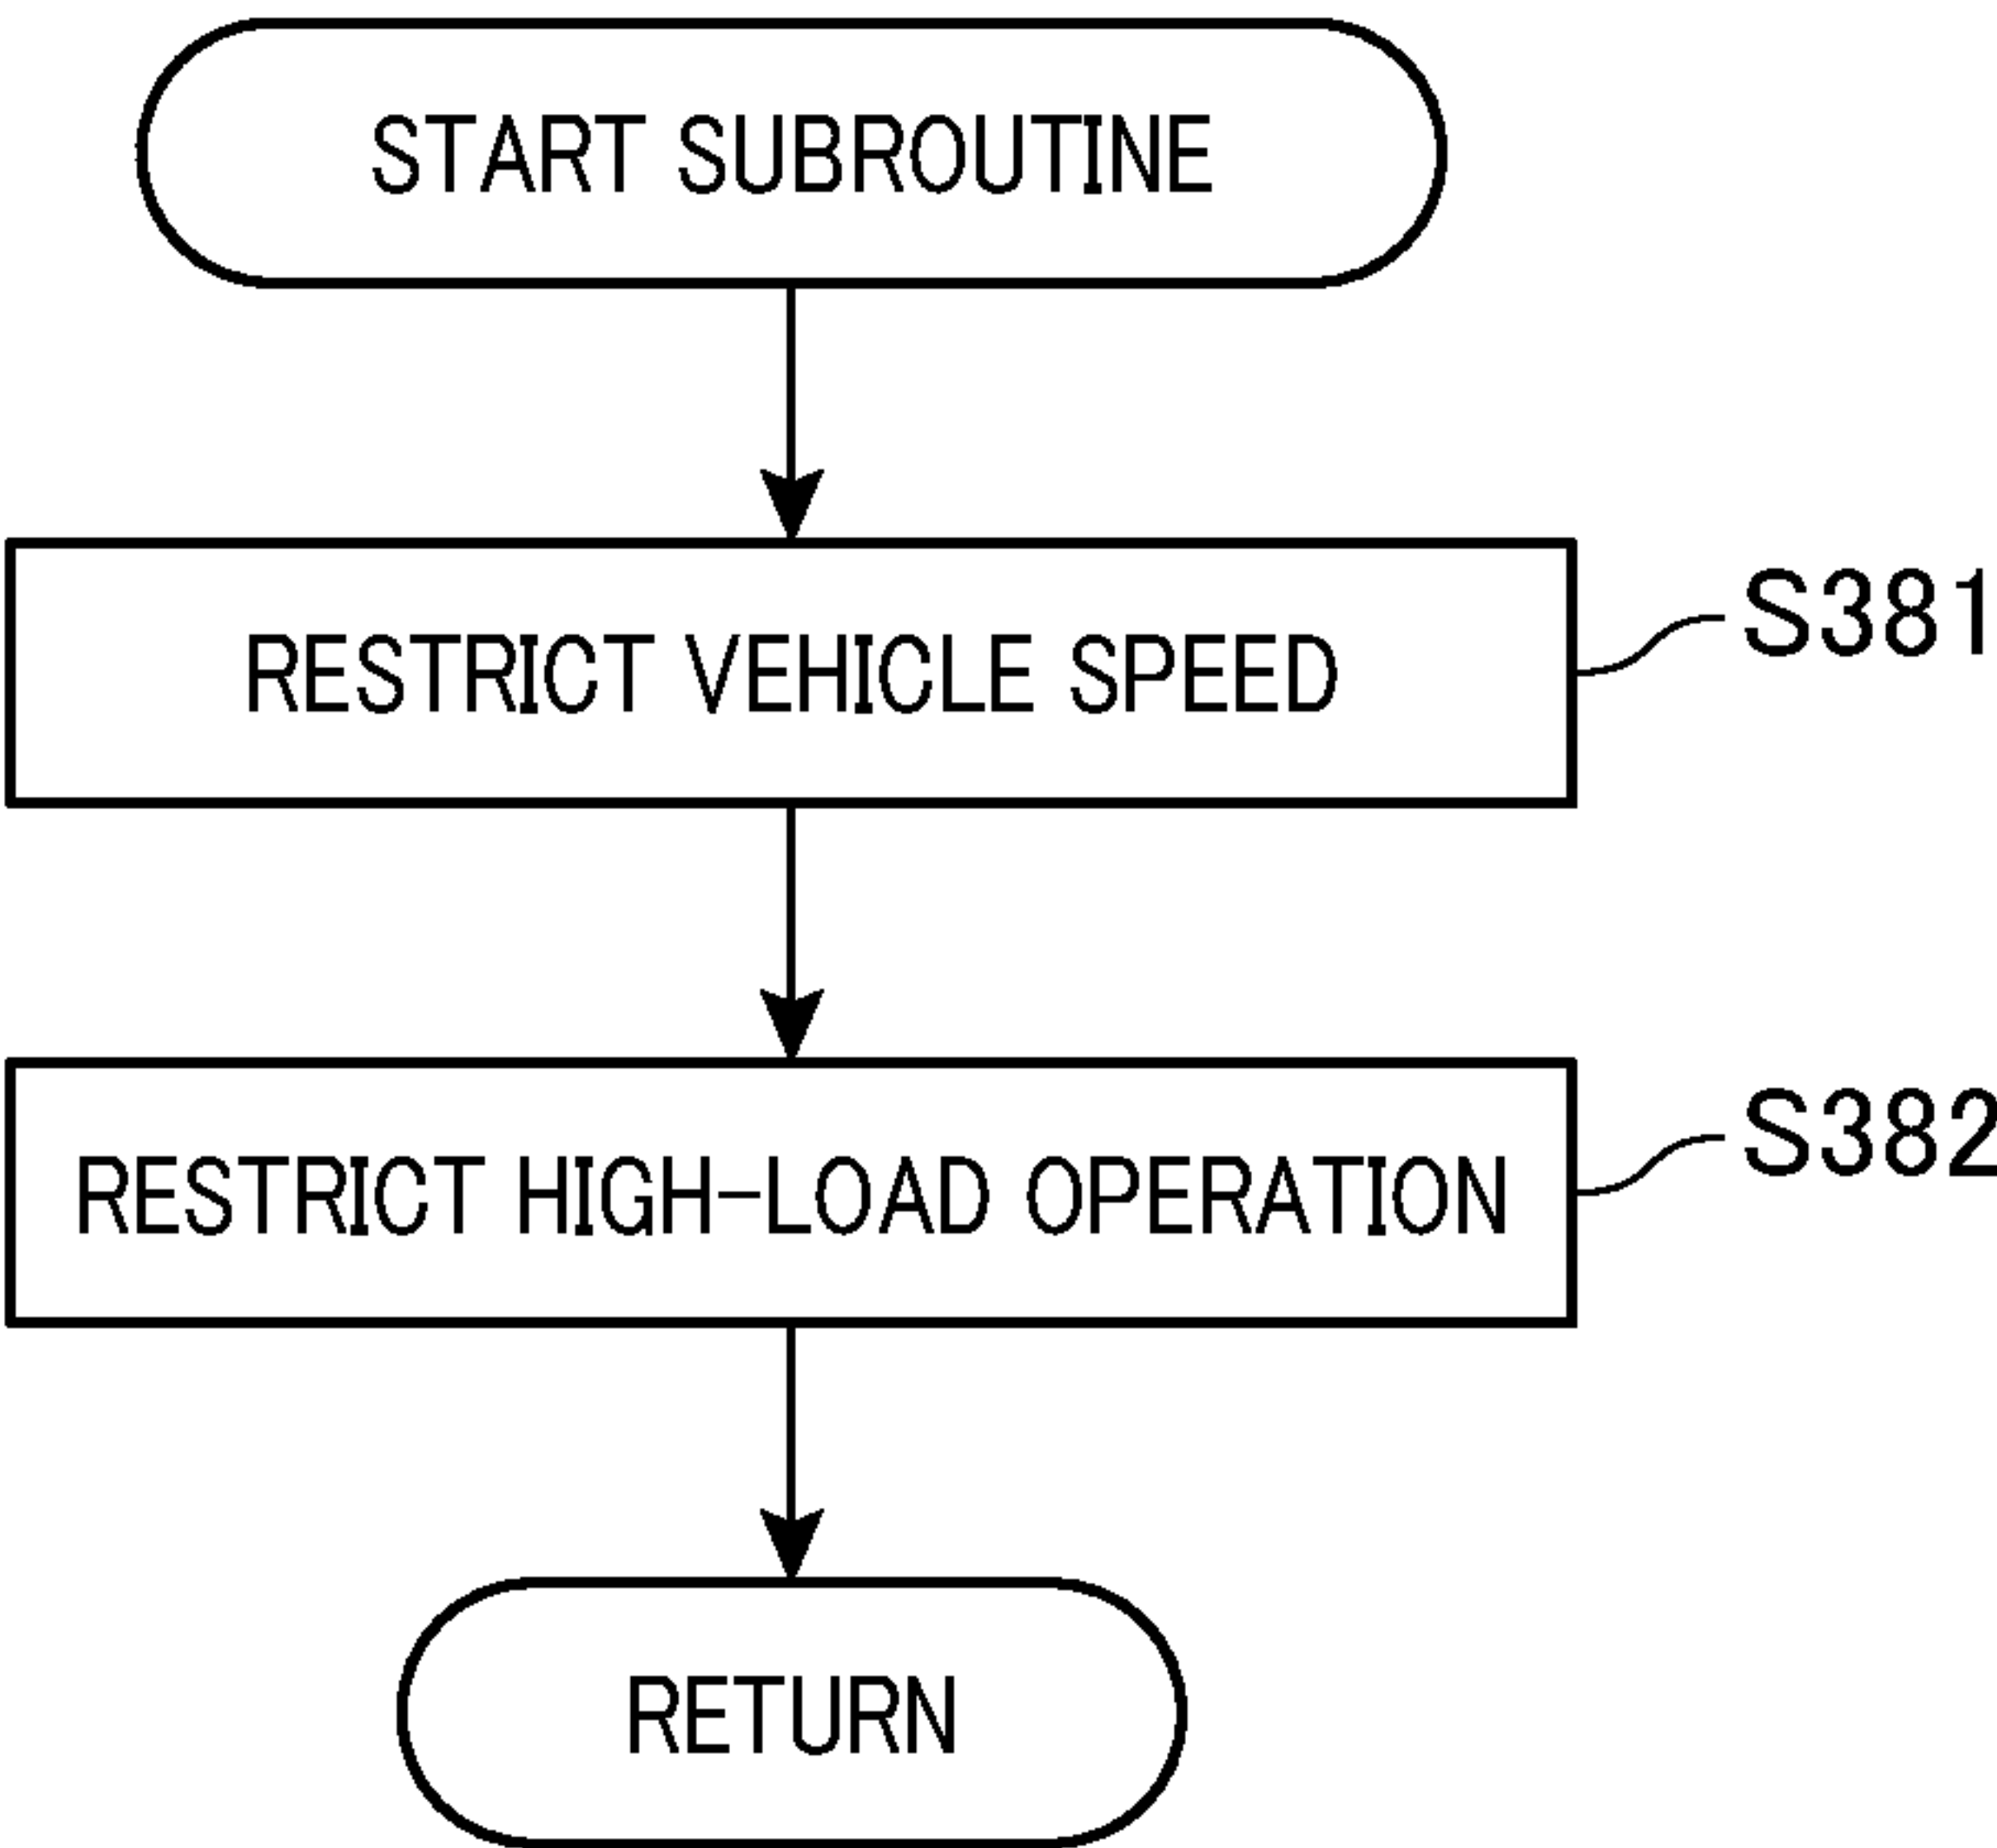 START SUBROUTINE
RESTRICT VEHICLE SPEED
S381
RESTRICT HIGH-LOAD OPERATION
S382
RETURN